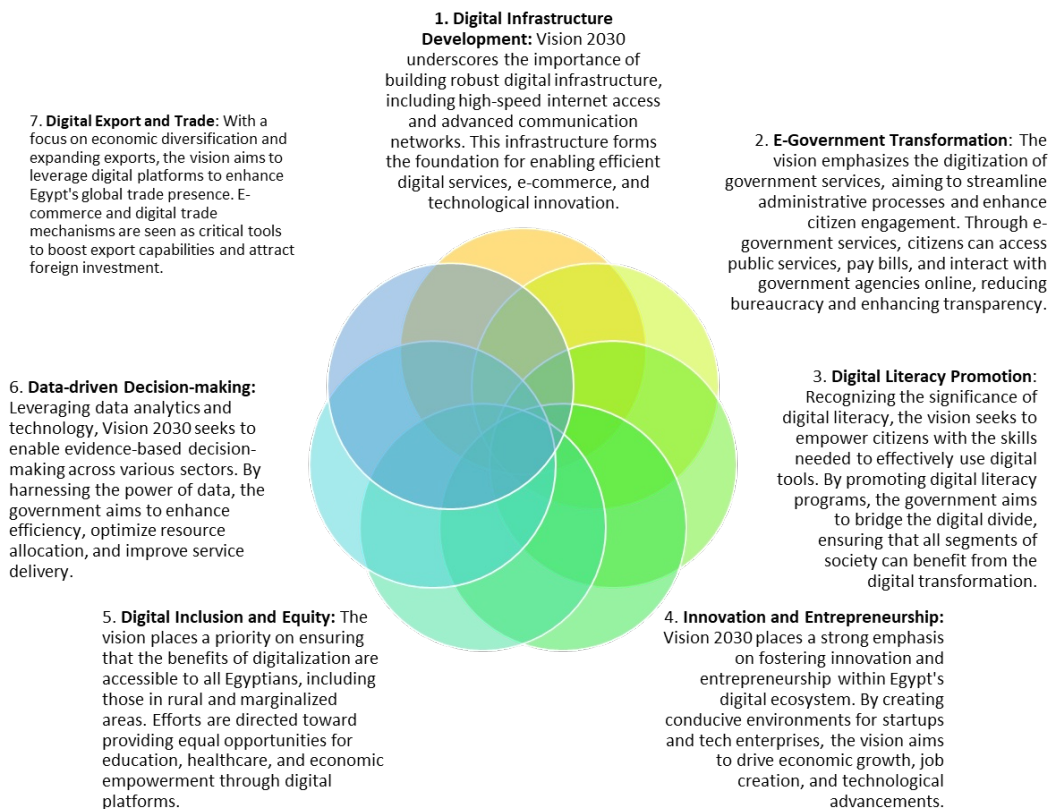 1. Digital Infrastructure
Development: Vision 2030
underscores the importance of
building robust digital infrastructure,
including high-speed internet access
and advanced communication
networks. This infrastructure forms
the foundation for enabling efficient
digital services, e-commerce, and
technological innovation.
2. E-Government Transformation: The
vision emphasizes the digitization of
government services, aiming to streamline
administrative processes and enhance
citizen engagement. Through e-
government services, citizens can access
public services, pay bills, and interact with
government agencies online, reducing
bureaucracy and enhancing transparency.
3. Digital Literacy Promotion:
Recognizing the significance of
digital literacy, the vision seeks to
empower citizens with the skills
needed to effectively use digital
tools. By promoting digital literacy
programs, the government aims
to bridge the digital divide,
ensuring that all segments of
society can benefit from the
digital transformation.
4. Innovation and Entrepreneurship:
Vision 2030 places a strong emphasis
on fostering innovation and
entrepreneurship within Egypt's
digital ecosystem. By creating
conducive environments for startups
and tech enterprises, the vision aims
to drive economic growth, job
creation, and technological
advancements.
5. Digital Inclusion and Equity: The
vision places a priority on ensuring
that the benefits of digitalization are
accessible to all Egyptians, including
those in rural and marginalized
areas. Efforts are directed toward
providing equal opportunities for
education, healthcare, and economic
empowerment through digital
platforms.
6. Data-driven Decision-making:
Leveraging data analytics and
technology, Vision 2030 seeks to
enable evidence-based decision-
making across various sectors. By
harnessing the power of data, the
government aims to enhance
efficiency, optimize resource
allocation, and improve service
delivery.
7. Digital Export and Trade: With a
focus on economic diversification and
expanding exports, the vision aims to
leverage digital platforms to enhance
Egypt's global trade presence. E-
commerce and digital trade
mechanisms are seen as critical tools
to boost export capabilities and attract
foreign investment.